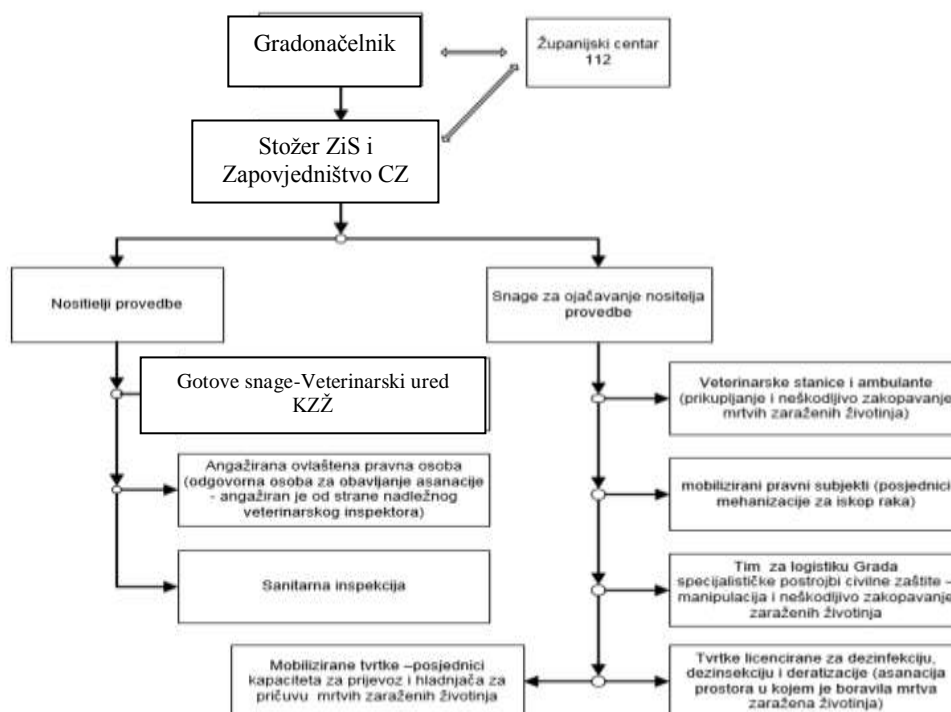 Gradonačelnik
Županijski centar
112
Stožer ZiS i
Zapovjedništvo CZ
Nositielji provedbe
Snage za ojačavanje nositelja
provedbe
Gotove snage-Veterinarski ured
KZŽ
Veterinarske stanice i ambulante
(prikupljanje i neškodljivo zakopavanje
mrtvih zaraženih životinja)
Angažirana ovlaštena pravna osoba
(odgovorna osoba za obavljanje asanacije
- angažiran je od strane nadležnog
veterinarskog inspektora)
mobilizirani pravni subjekti (posjednici
mehanizacije za iskop raka)
Sanitarna inspekcija
Tim za logistiku Grada
specijalističke postrojbi civilne zaštite –
manipulacija i neškodljivo zakopavanje
zaraženih životinja
Mobilizirane tvrtke –posjednici
kapaciteta za prijevoz i hladnjača za
pričuvu mrtvih zaraženih životinja
Tvrtke licencirane za dezinfekciju,
dezinsekciju i deratizacije (asanacija
prostora u kojem je boravila mrtva
zaražena životinja)